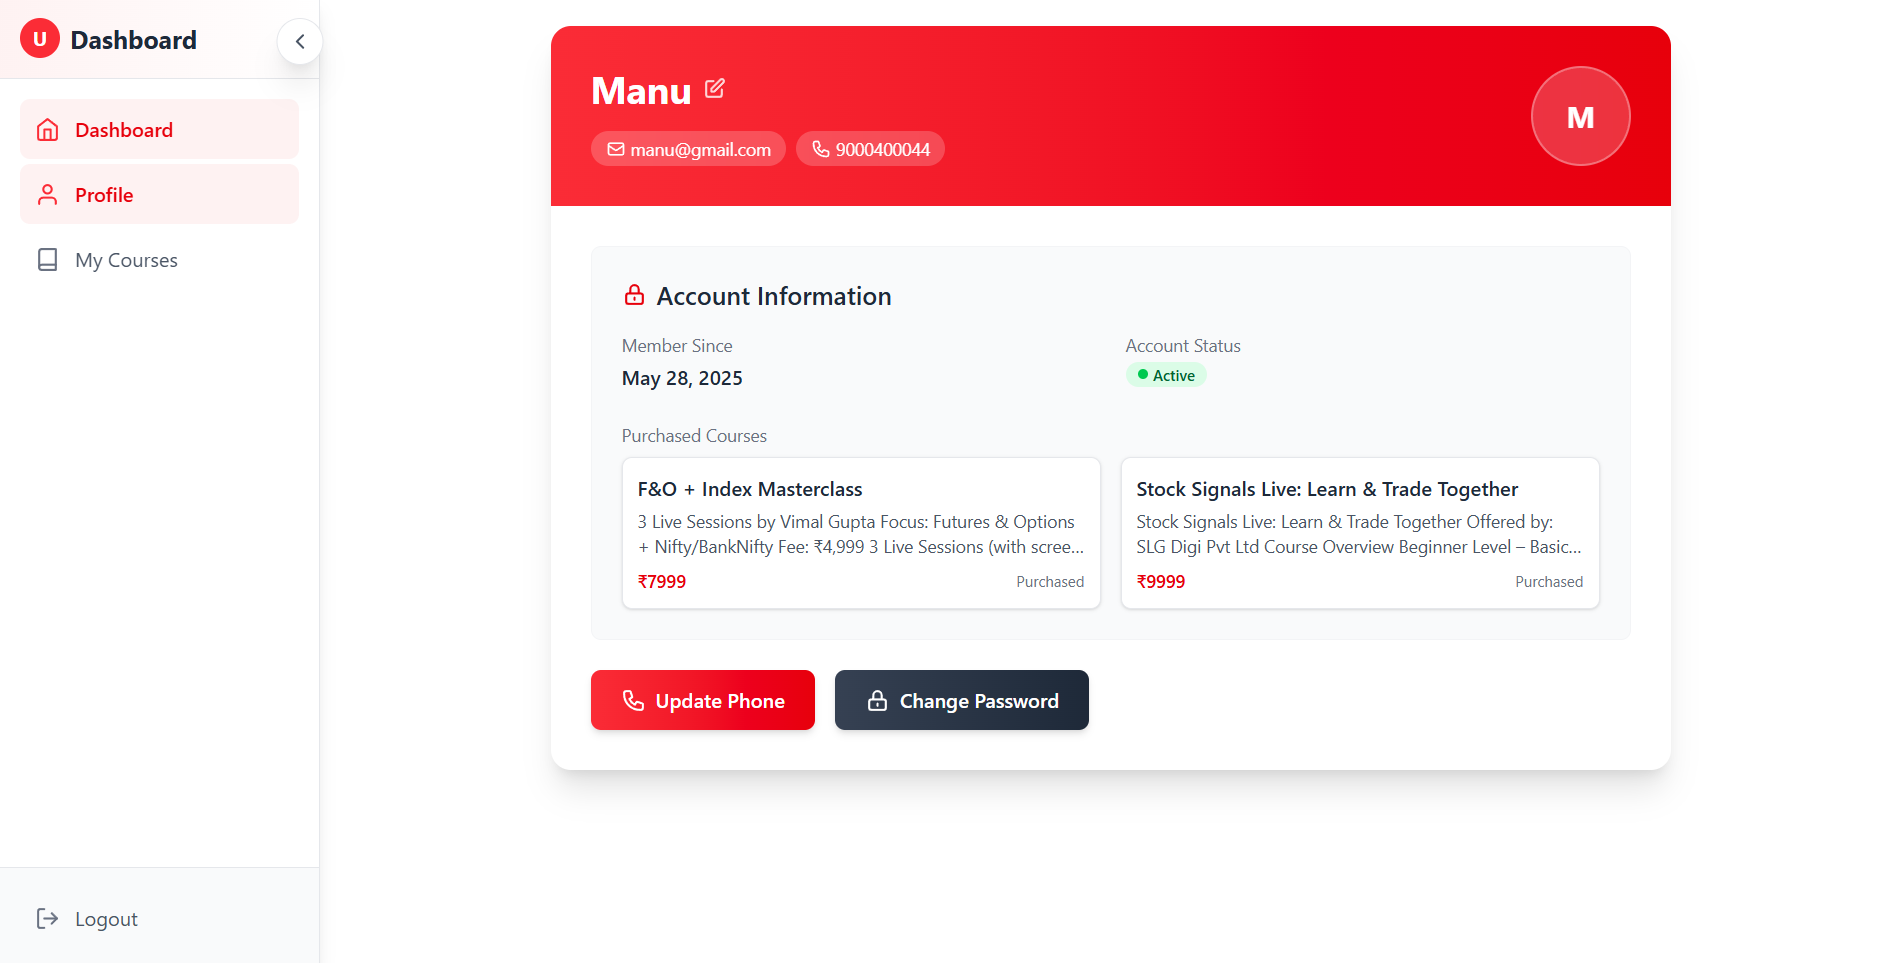 U Dashboard
Dashboard
Profile
My Courses
Logout
Manu
manu@gmail.com 9000400044
M
Account Information
Member Since
May 28, 2025
Account Status
Active
Purchased Courses
F&O + Index Masterclass
3 Live Sessions by Vimal Gupta Focus: Futures & Options
+ Nifty/BankNifty Fee: ₹4,999 3 Live Sessions (with scree...
₹7999 Purchased
Stock Signals Live: Learn & Trade Together
Stock Signals Live: Learn & Trade Together Offered by:
SLG Digi Pvt Ltd Course Overview Beginner Level – Basic...
₹9999 Purchased
Update Phone
Change Password